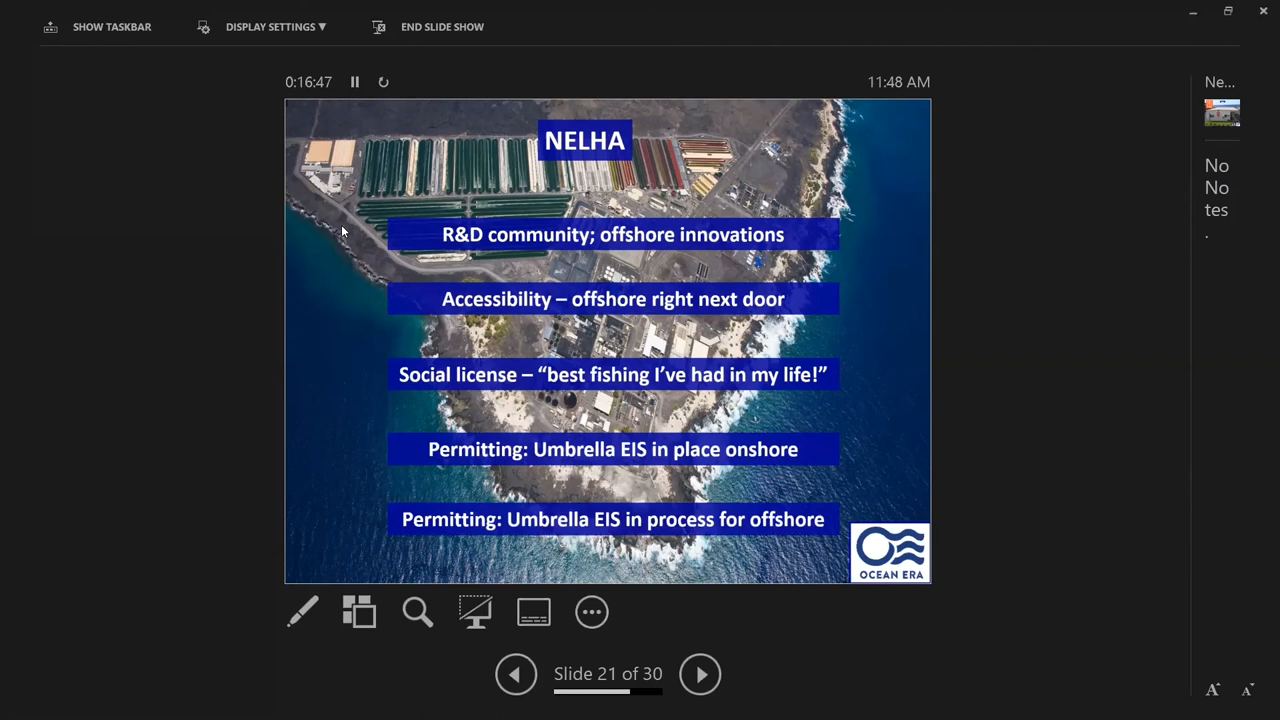 SHOW TASKBAR
DISPLAY SETTINGS ▼
END SLIDE SHOW
0:16:47
11:48 AM
Ne...
NELHA
R&D community; offshore innovations
Accessibility – offshore right next door
Social license – “best fishing I’ve had in my life!”
Permitting: Umbrella EIS in place onshore
Permitting: Umbrella EIS in process for offshore
OCEAN ERA
No
No
tes
.
Slide 21 of 30
A
A